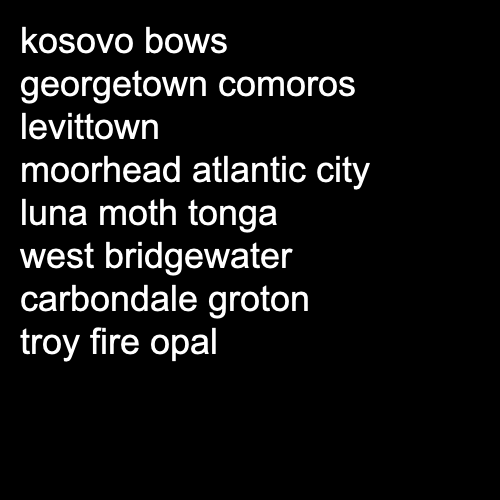 kosovo bows
georgetown comoros
levittown
moorhead atlantic city
luna moth tonga
west bridgewater
carbondale groton
troy fire opal